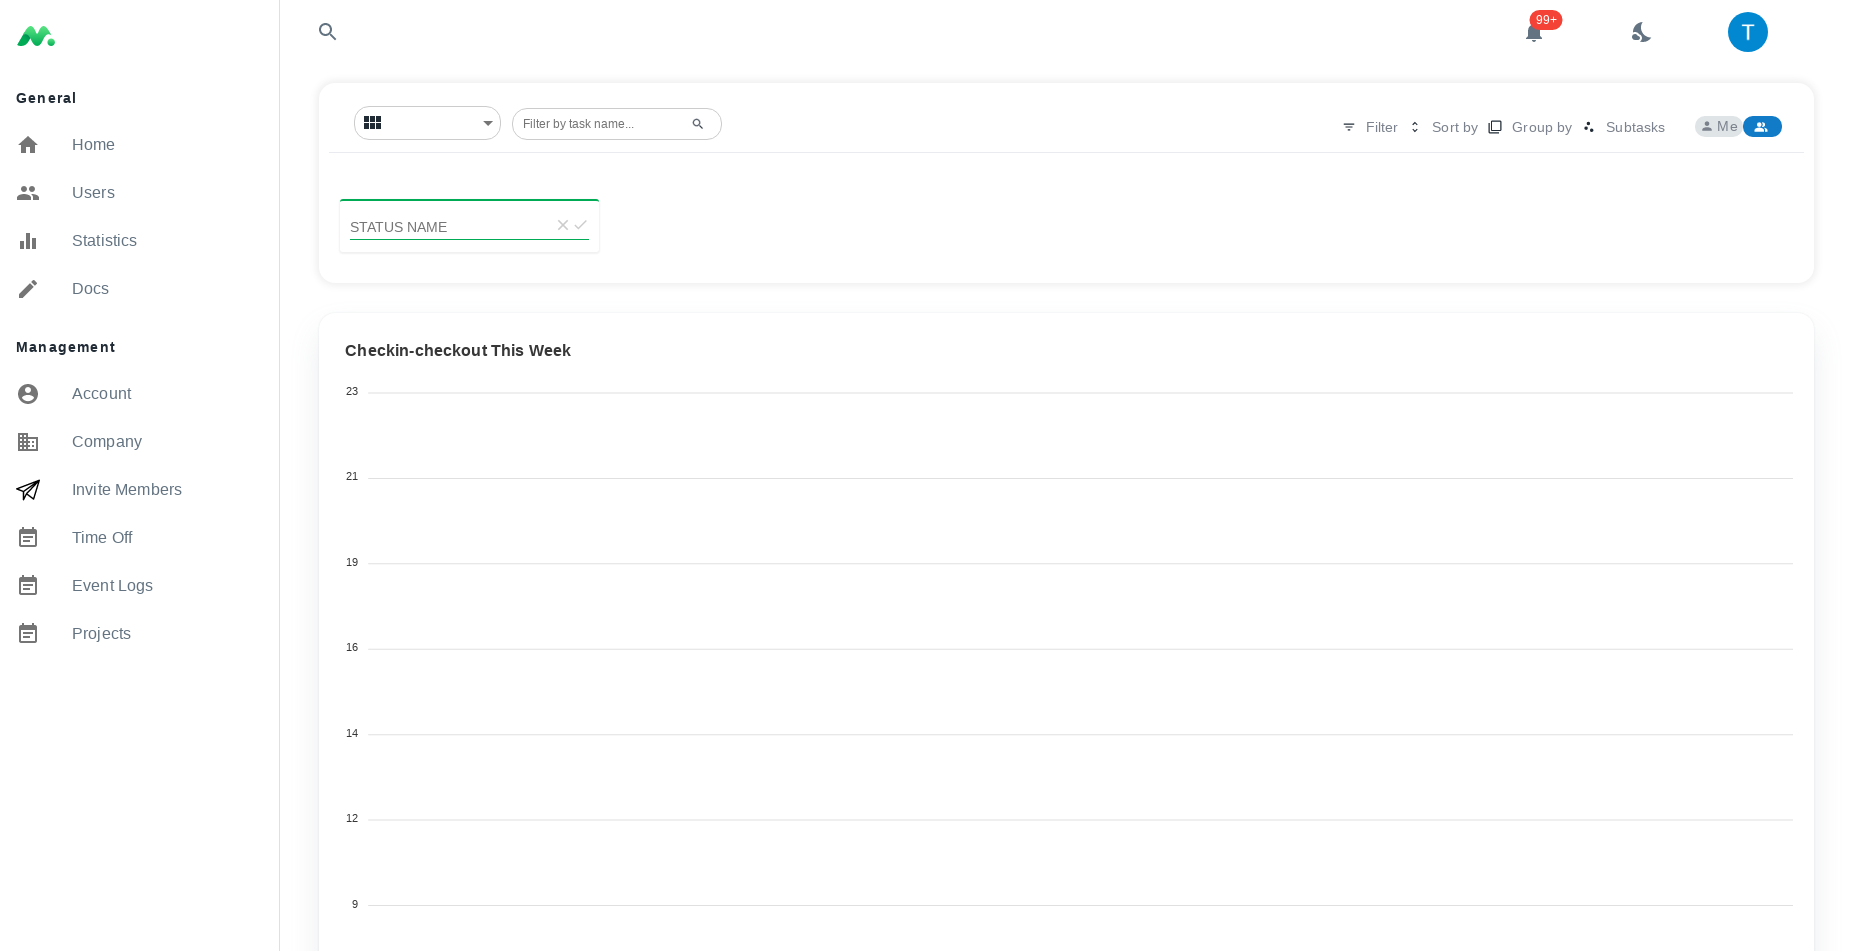 99+
T
General
Home
Users
Statistics
Docs
Management
Account
Company
Invite Members
Time Off
Event Logs
Projects
Filter by task name...
Filter
Sort by
Group by
Subtasks
Me
STATUS NAME
Checkin-checkout This Week
23
21
19
16
14
12
9